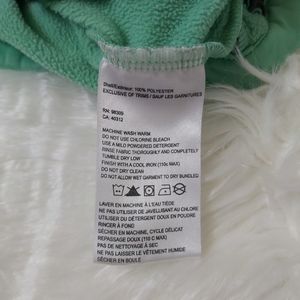 Shell/Extérieur: 100% POLYESTER
EXCLUSIVE OF TRIMS / SAUF LES GARNITURES
RN: 98309
CA: 40312
MACHINE WASH WARM
DO NOT USE CHLORINE BLEACH
USE A MILD POWDERED DETERGENT
RINSE FABRIC THOROUGHLY AND COMPLETELY
TUMBLE DRY LOW
FINISH WITH A COOL IRON (110c MAX)
DO NOT DRY CLEAN
DO NOT ALLOW WET GARMENT TO DRY BUNDLED
LAVER EN MACHINE À L'EAU TIÈDE
NE PAS UTILISER DE JAVELLISANT AU CHLORE
UTILISER DU DÉTERGENT DOUX EN POUDRE
RINCER À FOND
SÉCHER EN MACHINE, CYCLE DÉLICAT
REPASSAGE DOUX (110 C MAX)
NE PAS NETTOYER À SEC
NE PAS LAISSER LE VÊTEMENT HUMIDE
SÉCHER EN BOULE